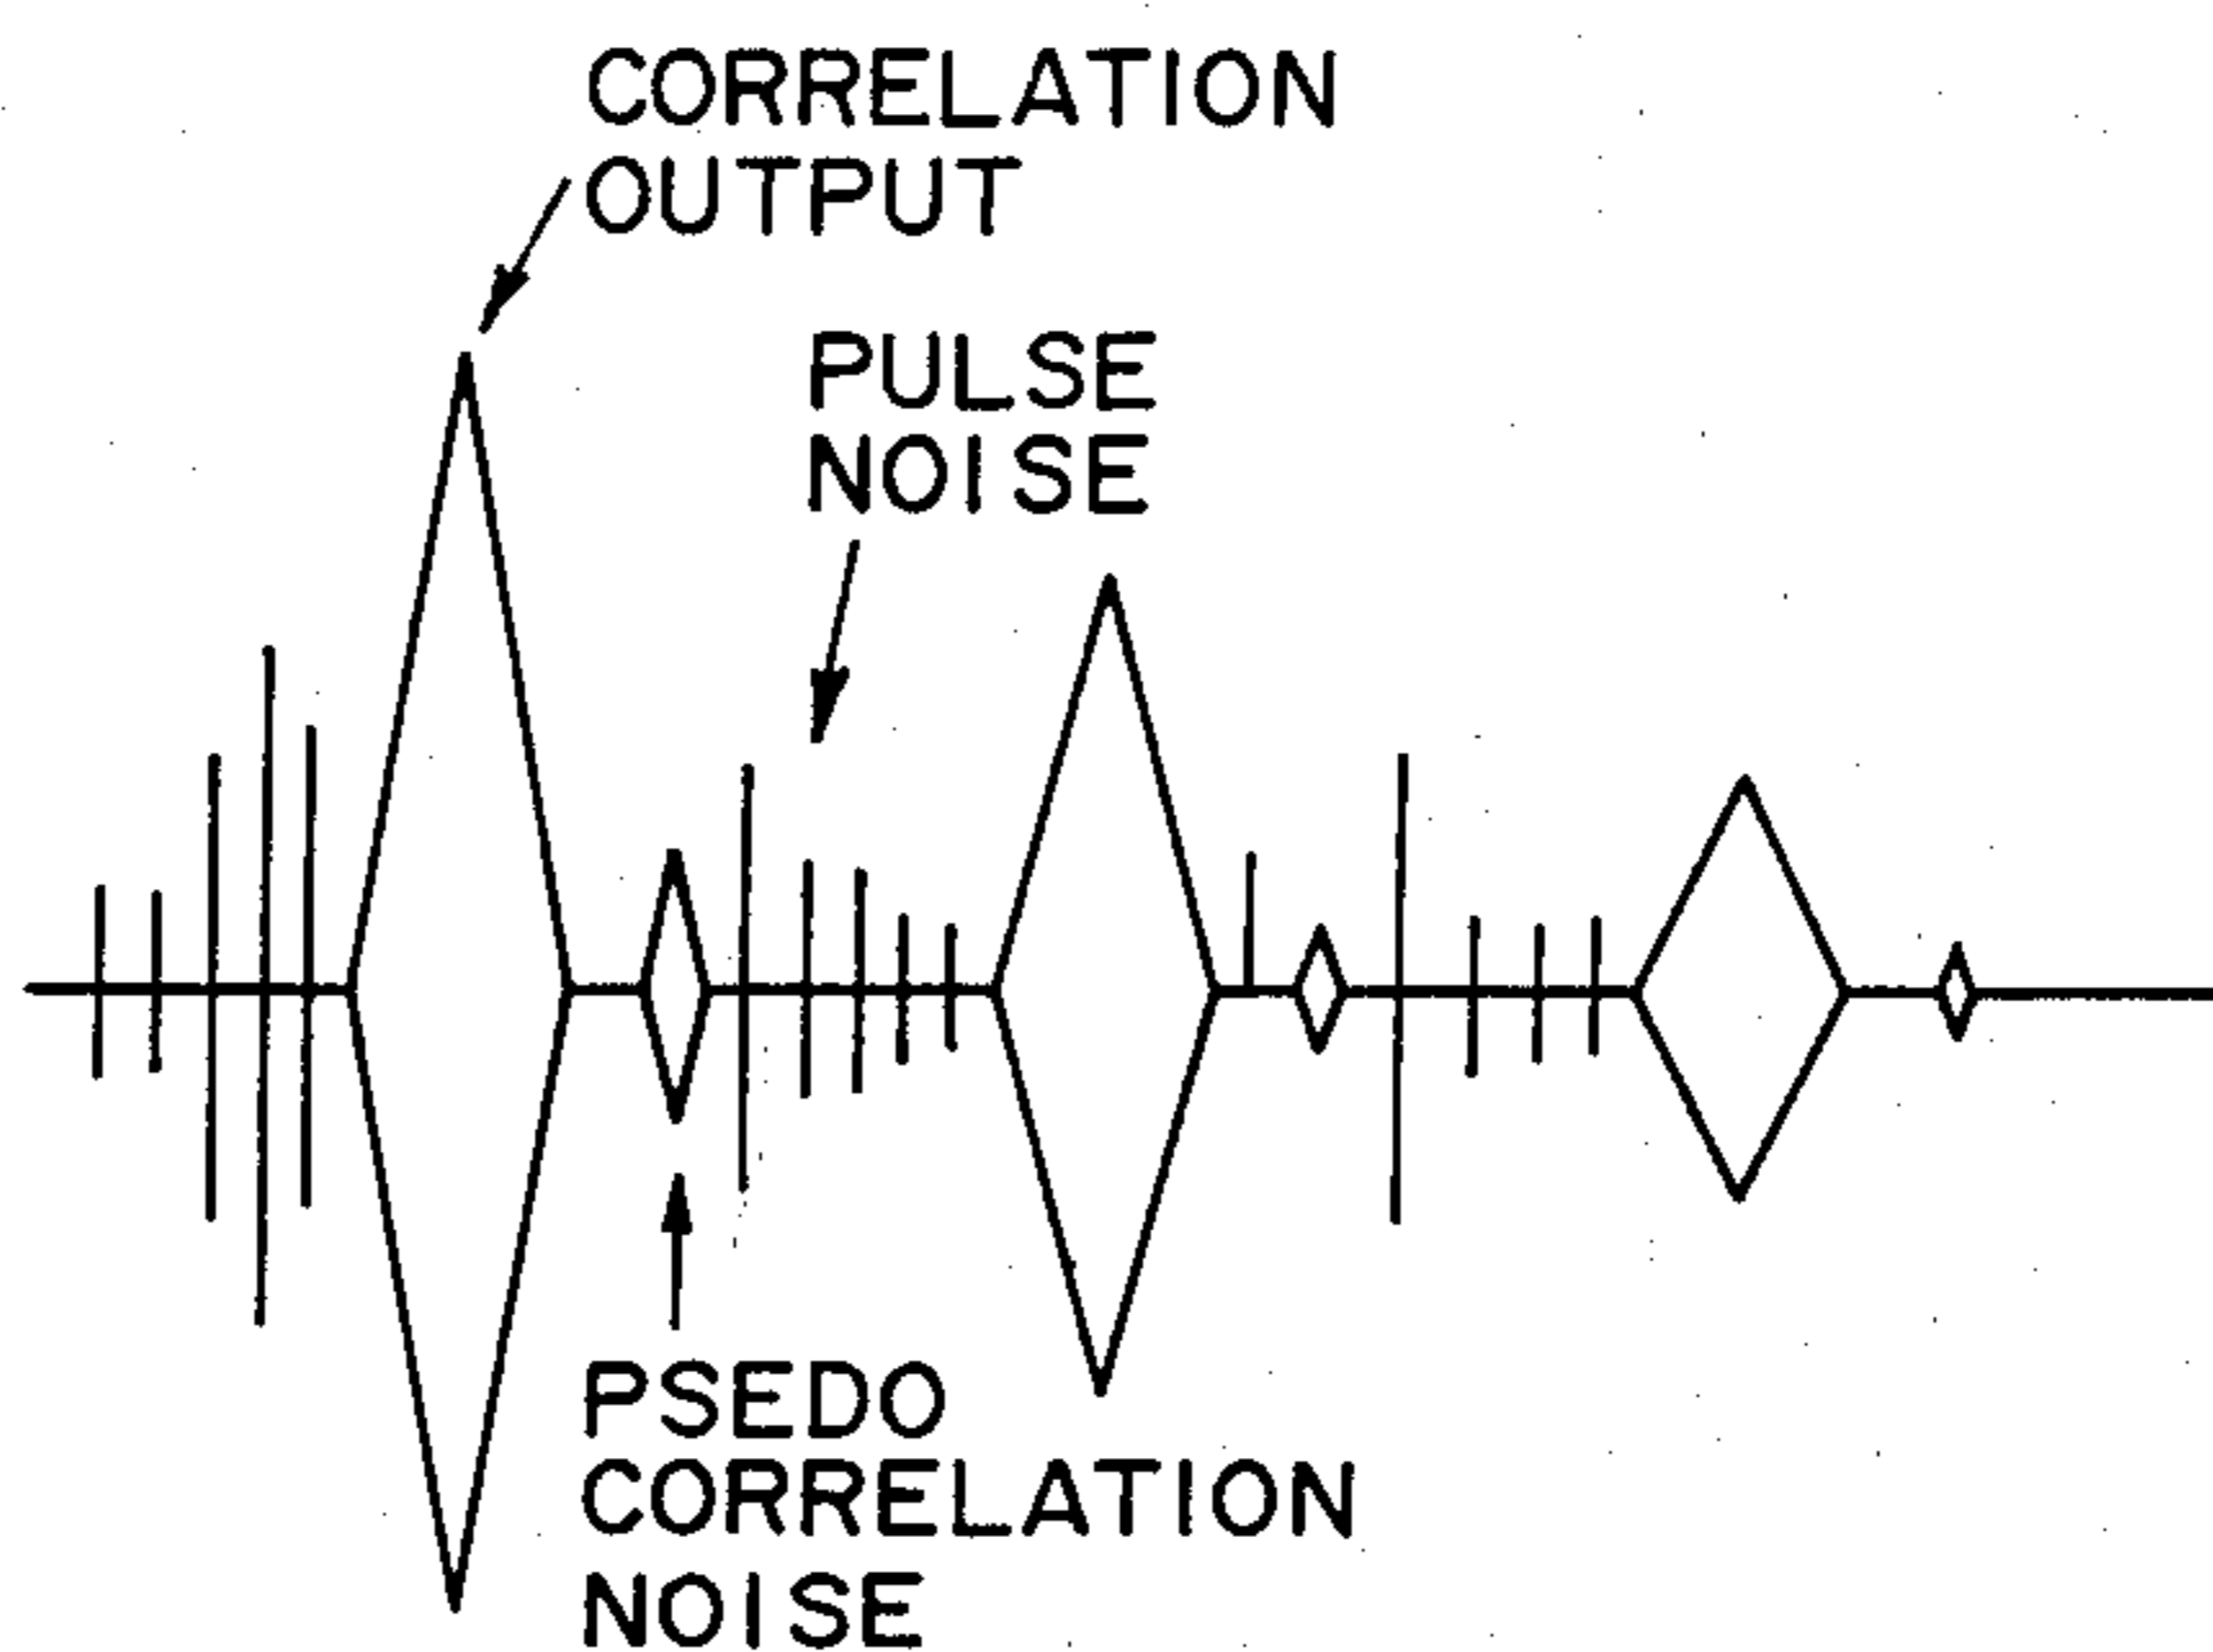 CORRELATION
OUTPUT
PULSE
NOISE
PSEDO
CORRELATION
NOISE